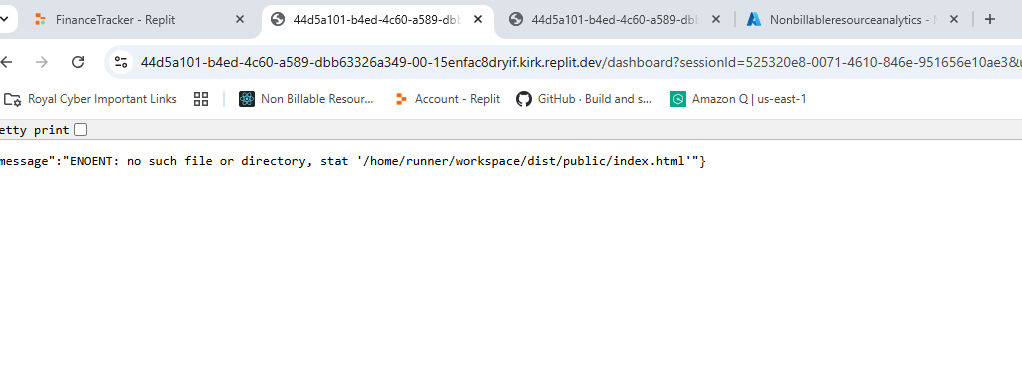 FinanceTracker - Replit
44d5a101-b4ed-4c60-a589-dbb
44d5a101-b4ed-4c60-a589-dbb
Nonbillableresourceanalytics -
44d5a101-b4ed-4c60-a589-dbb63326a349-00-15enfac8dryif.kirk.replit.dev/dashboard?sessionId=525320e8-0071-4610-846e-951656e10ae3&u
Royal Cyber Important Links
Non Billable Resour...
Account - Replit
GitHub · Build and s...
Amazon Q | us-east-1
etty print
message":"ENOENT: no such file or directory, stat '/home/runner/workspace/dist/public/index.html'"}